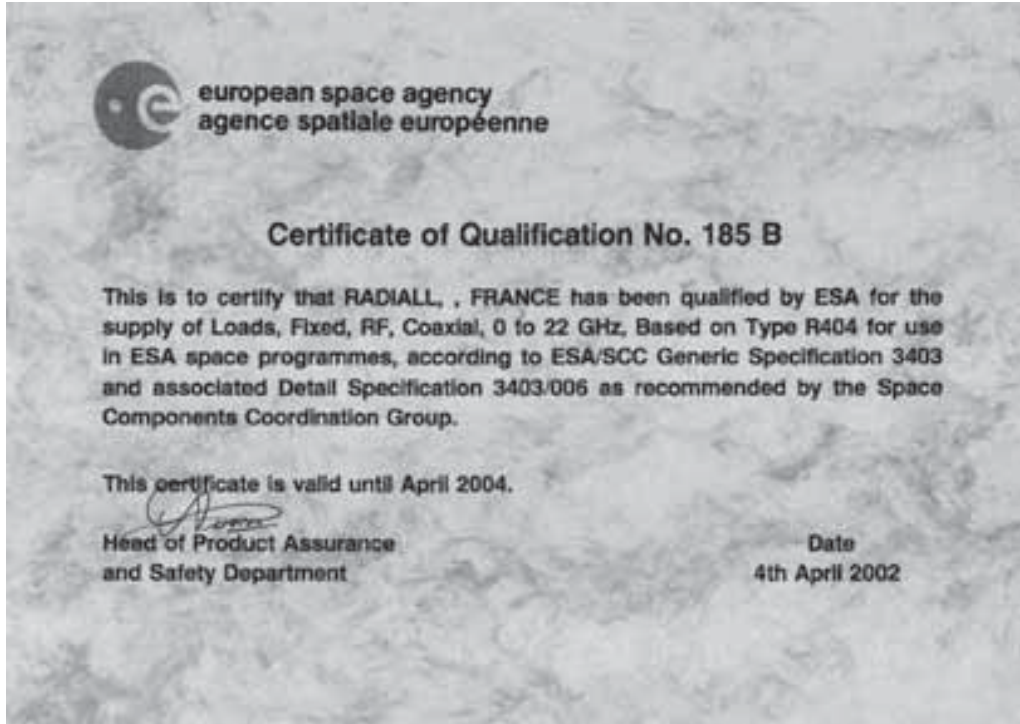 european space agency
agence spatiale européenne
Certificate of Qualification No. 185 B
This is to certify that RADIALL, , FRANCE has been qualified by ESA for the
supply of Loads, Fixed, RF, Coaxial, 0 to 22 GHz, Based on Type R404 for use
in ESA space programmes, according to ESA/SCC Generic Specification 3403
and associated Detail Specification 3403/006 as recommended by the Space
Components Coordination Group.
This certificate is valid until April 2004.
Head of Product Assurance
and Safety Department
Date
4th April 2002